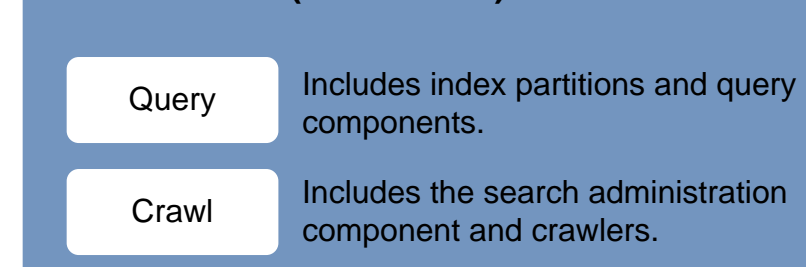 Query
Includes index partitions and query
components.
Crawl
Includes the search administration
component and crawlers.